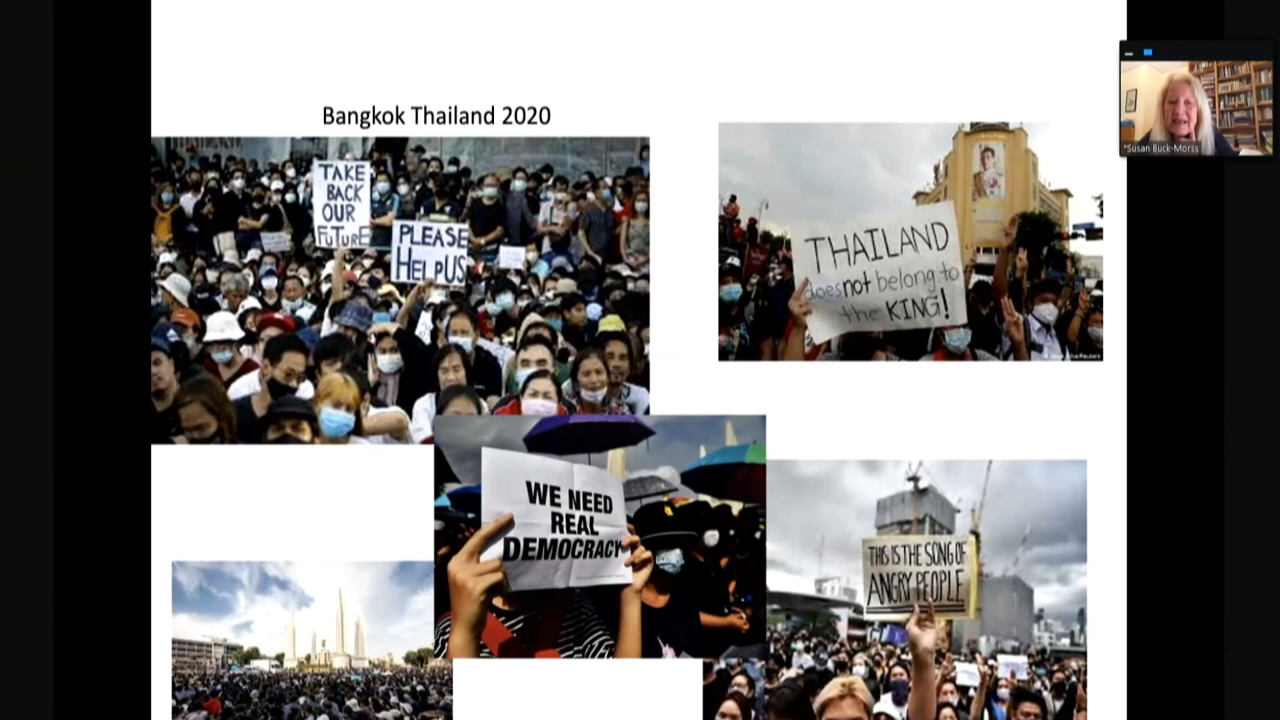 Bangkok Thailand 2020
TAKE
BACK
OUR
FUTURE
PLEASE
HELP US
THAILAND
does not belong to
the KING!
*Susan Buck-Morss
WE NEED
REAL
DEMOCRACY
THIS IS THE SONG OF
ANGRY PEOPLE